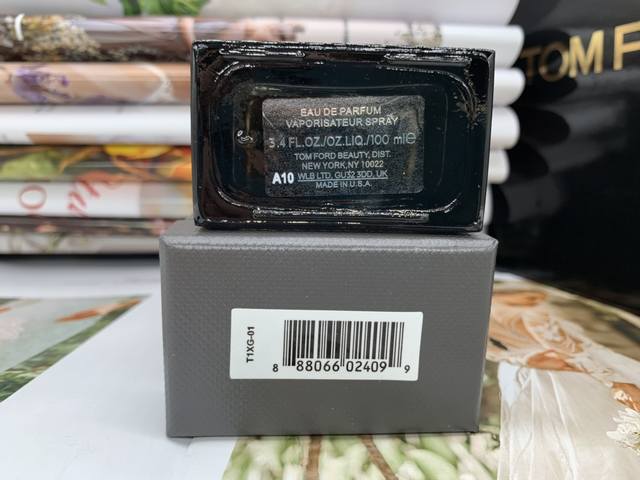 TOM F
EAU DE PARFUM
VAPORISATEUR SPRAY
3.4 FL.OZ./OZ.LIQ./100 ml℮
TOM FORD BEAUTY, DIST.
NEW YORK, NY 10022
A10 WLB LTD, GU32 3DD, UK
MADE IN U.S.A.
T1XG-01
8 88066 02409 9